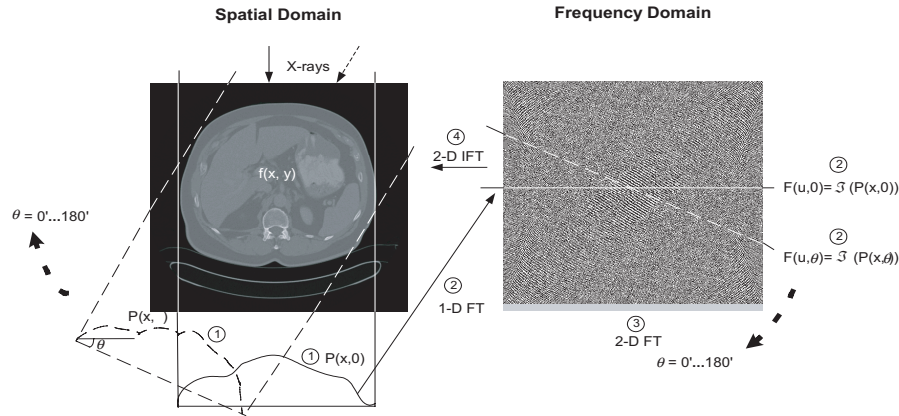 Spatial Domain
Frequency Domain
X-rays
f(x, y)
④
2-D IFT
②
F(u,0)= ℑ (P(x,0))
②
F(u,θ)= ℑ (P(x,θ))
θ = 0'...180'
②
1-D FT
P(x, )
①
θ
① P(x,0)
③
2-D FT
θ = 0'...180'